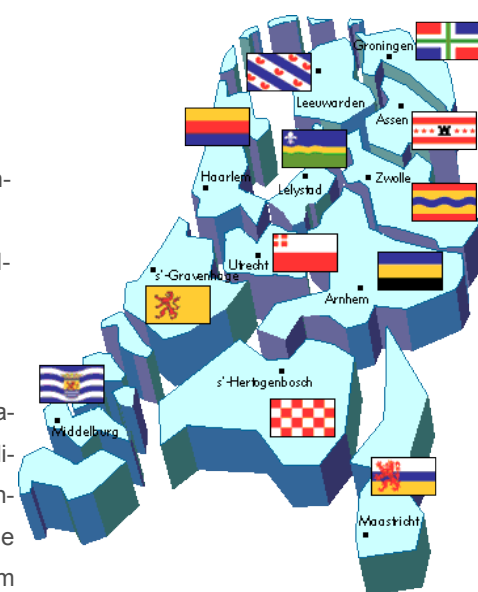 n-
d-
a-
i-
n-
e
m
Groningen
Leeuwarden
Assen
Haarlem
Lelystad
Zwolle
Utrecht
s'-Gravenhage
Arnhem
s'-Hertogenbosch
Middelburg
Maastricht